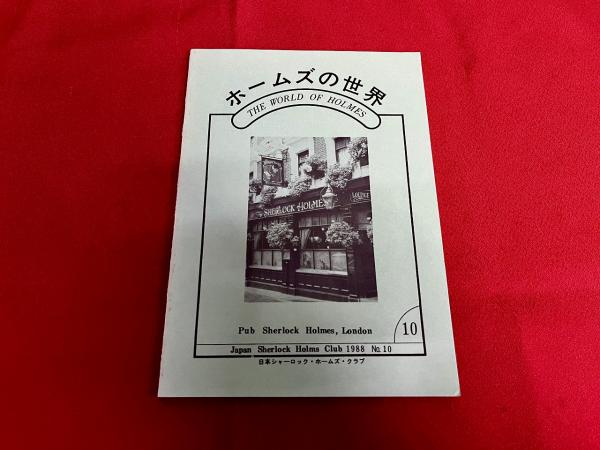 ホームズの世界
THE WORLD OF HOLMES
SHERLOCK HOLMES
LOUNGE
Pub Sherlock Holmes, London
10
Japan Sherlock Holms Club 1988 No.10
日本シャーロック・ホームズ・クラブ